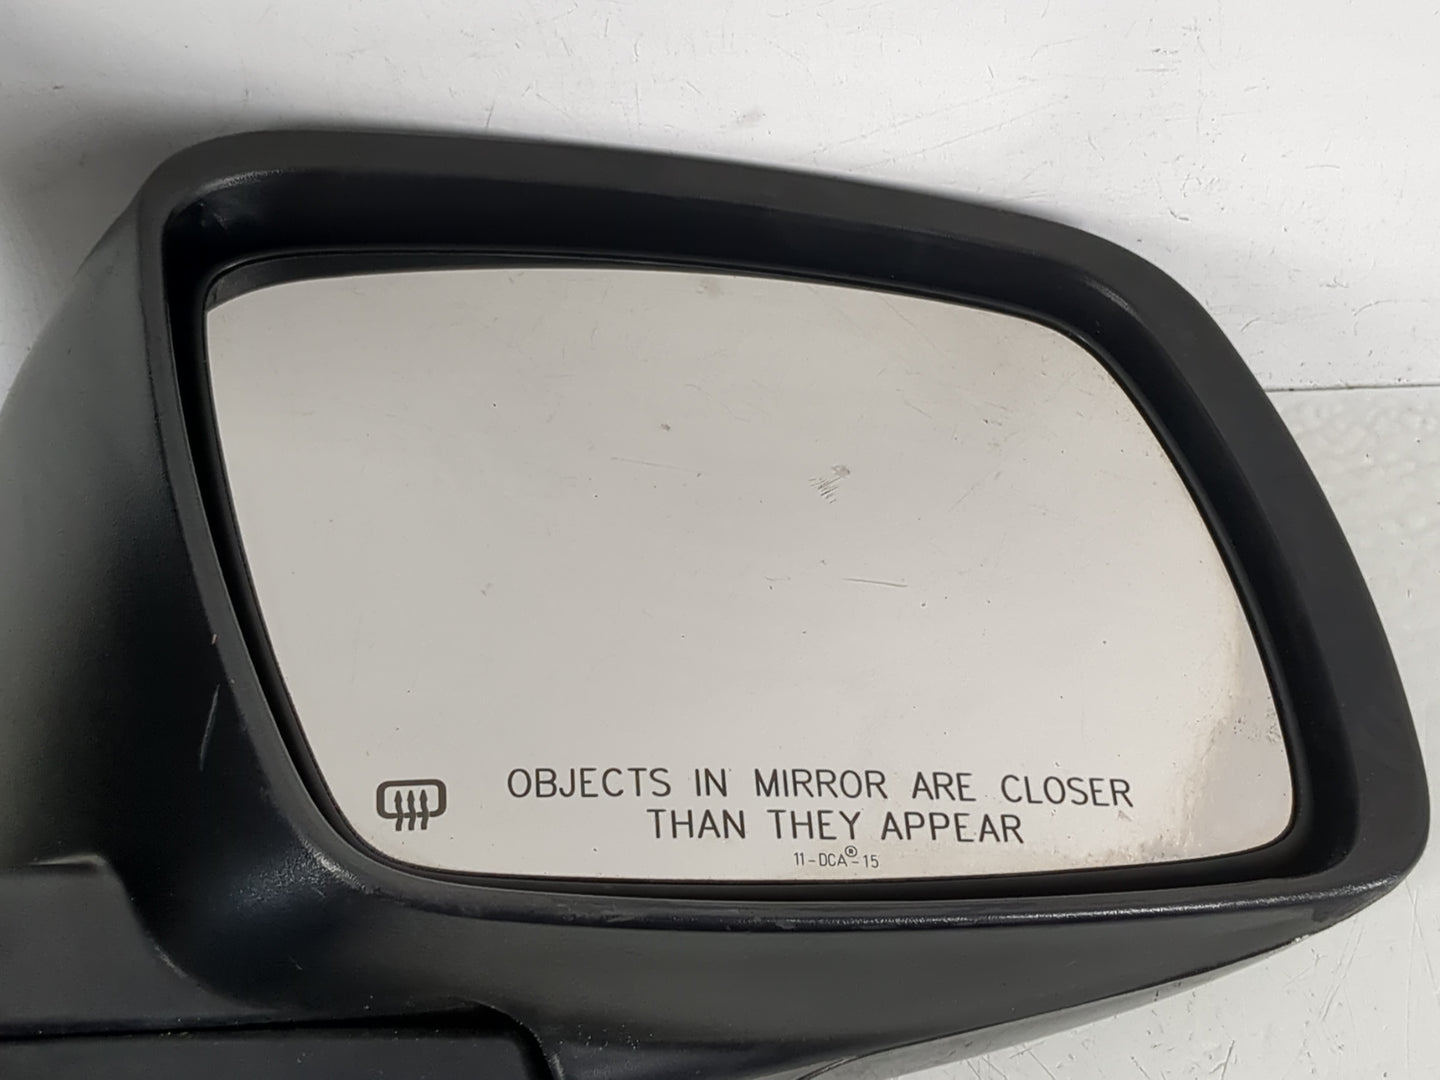 OBJECTS IN MIRROR ARE CLOSER
THAN THEY APPEAR
11-DCA®-15